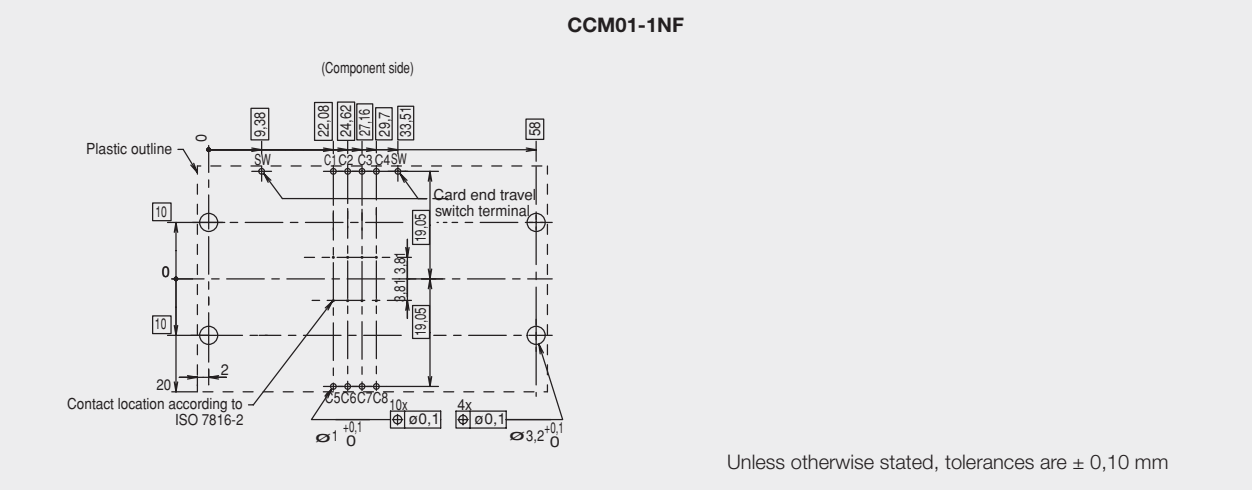 CCM01-1NF
(Component side)
0
9,38
22,08
24,62
27,16
29,7
33,51
58
Plastic outline
SW
C1 C2 C3 C4 SW
Card end travel
switch terminal
10
19,05
0
3,81
3,81
10
19,05
2
20
C5 C6 C7 C8
Contact location according to
ISO 7816-2
10x
⌖ ø0,1
4x
⌖ ø0,1
ø1 +0,1 0
ø3,2 +0,1 0
Unless otherwise stated, tolerances are ± 0,10 mm